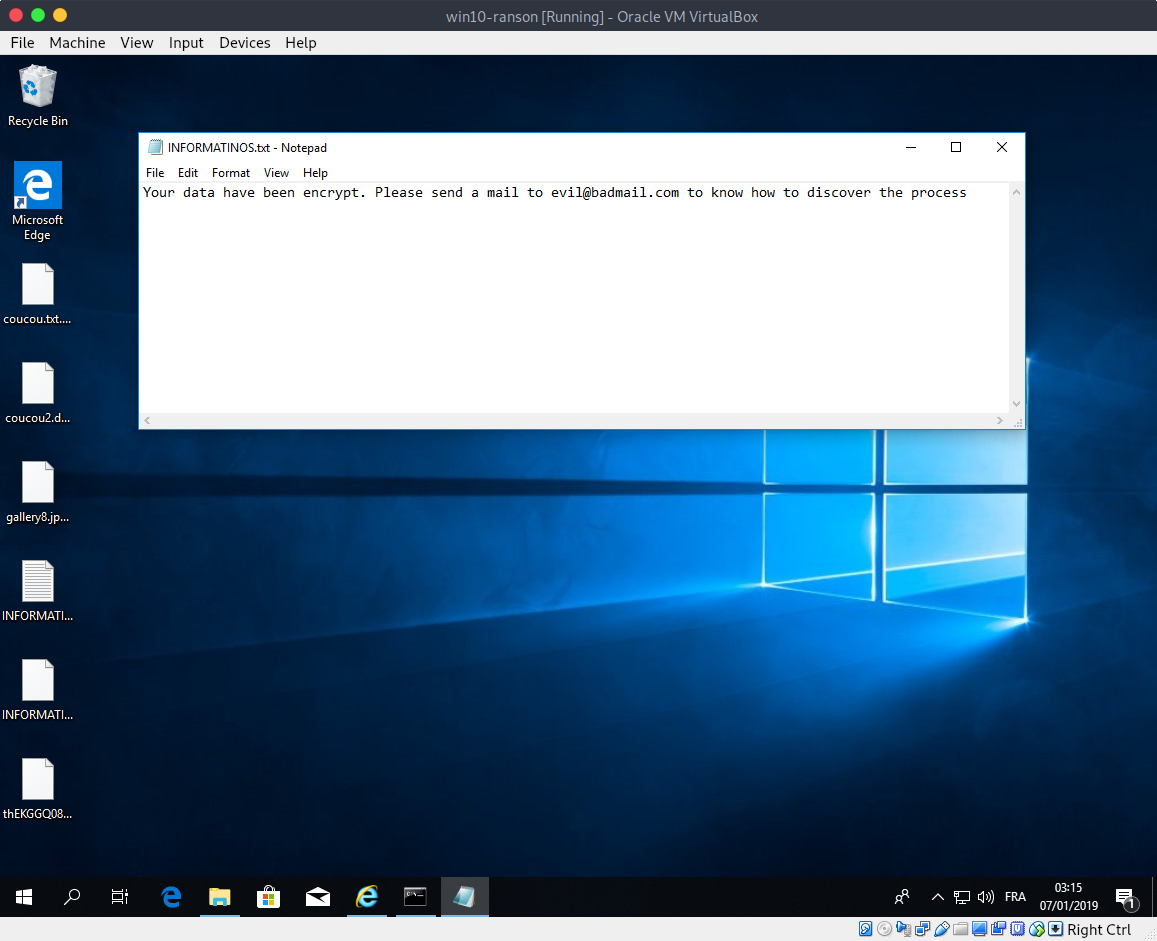 win10-ranson [Running] - Oracle VM VirtualBox
File Machine View Input Devices Help
Recycle Bin
Microsoft
Edge
coucou.txt....
coucou2.d...
gallery8.jp...
INFORMATI...
INFORMATI...
thEKGGQ08...
INFORMATINOS.txt - Notepad
File Edit Format View Help
Your data have been encrypt. Please send a mail to evil@badmail.com to know how to discover the process
FRA
03:15
07/01/2019
1
Right Ctrl